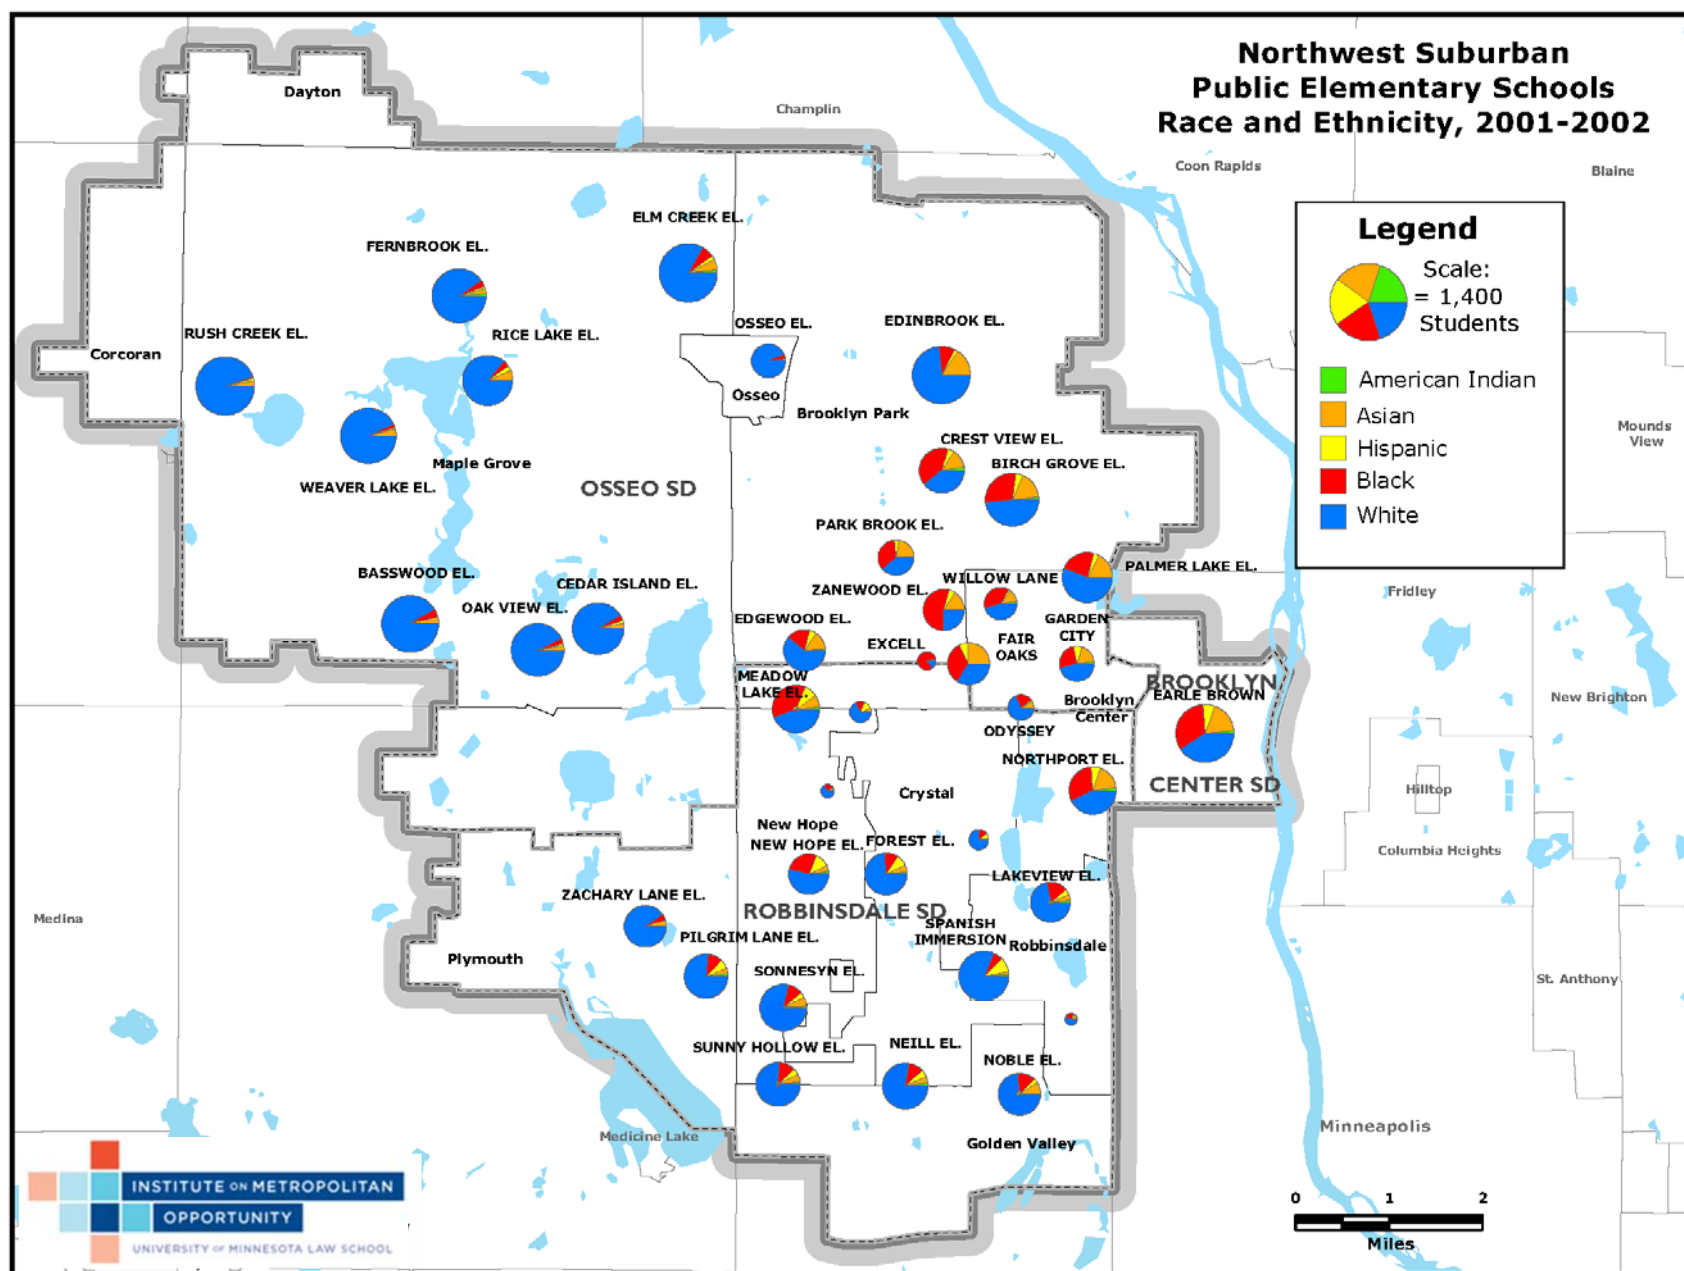 Northwest Suburban
Public Elementary Schools
Race and Ethnicity, 2001-2002
Dayton
Champlin
Coon Rapids
Blaine
Legend
Scale:
= 1,400
Students
American Indian
Asian
Hispanic
Black
White
ELM CREEK EL.
FERNBROOK EL.
RUSH CREEK EL.
RICE LAKE EL.
OSSEO EL.
EDINBROOK EL.
Corcoran
Osseo
Brooklyn Park
Mounds
View
CREST VIEW EL.
BIRCH GROVE EL.
Maple Grove
WEAVER LAKE EL.
OSSEO SD
PARK BROOK EL.
PALMER LAKE EL.
BASSWOOD EL.
CEDAR ISLAND EL.
WILLOW LANE
ZANEWOOD EL.
Fridley
OAK VIEW EL.
EDGEWOOD EL.
GARDEN
CITY
EXCELL
FAIR
OAKS
MEADOW
LAKE EL.
BROOKLYN
EARLE BROWN
New Brighton
Brooklyn
Center
ODYSSEY
NORTHPORT EL.
CENTER SD
Crystal
Hilltop
New Hope
NEW HOPE EL.
FOREST EL.
Columbia Heights
LAKEVIEW EL.
ZACHARY LANE EL.
ROBBINSDALE SD
Medina
SPANISH
IMMERSION
Robbinsdale
PILGRIM LANE EL.
Plymouth
SONNESYN EL.
St. Anthony
SUNNY HOLLOW EL.
NEILL EL.
NOBLE EL.
Medicine Lake
Golden Valley
Minneapolis
INSTITUTE ON METROPOLITAN
OPPORTUNITY
UNIVERSITY OF MINNESOTA LAW SCHOOL
0 1 2
Miles